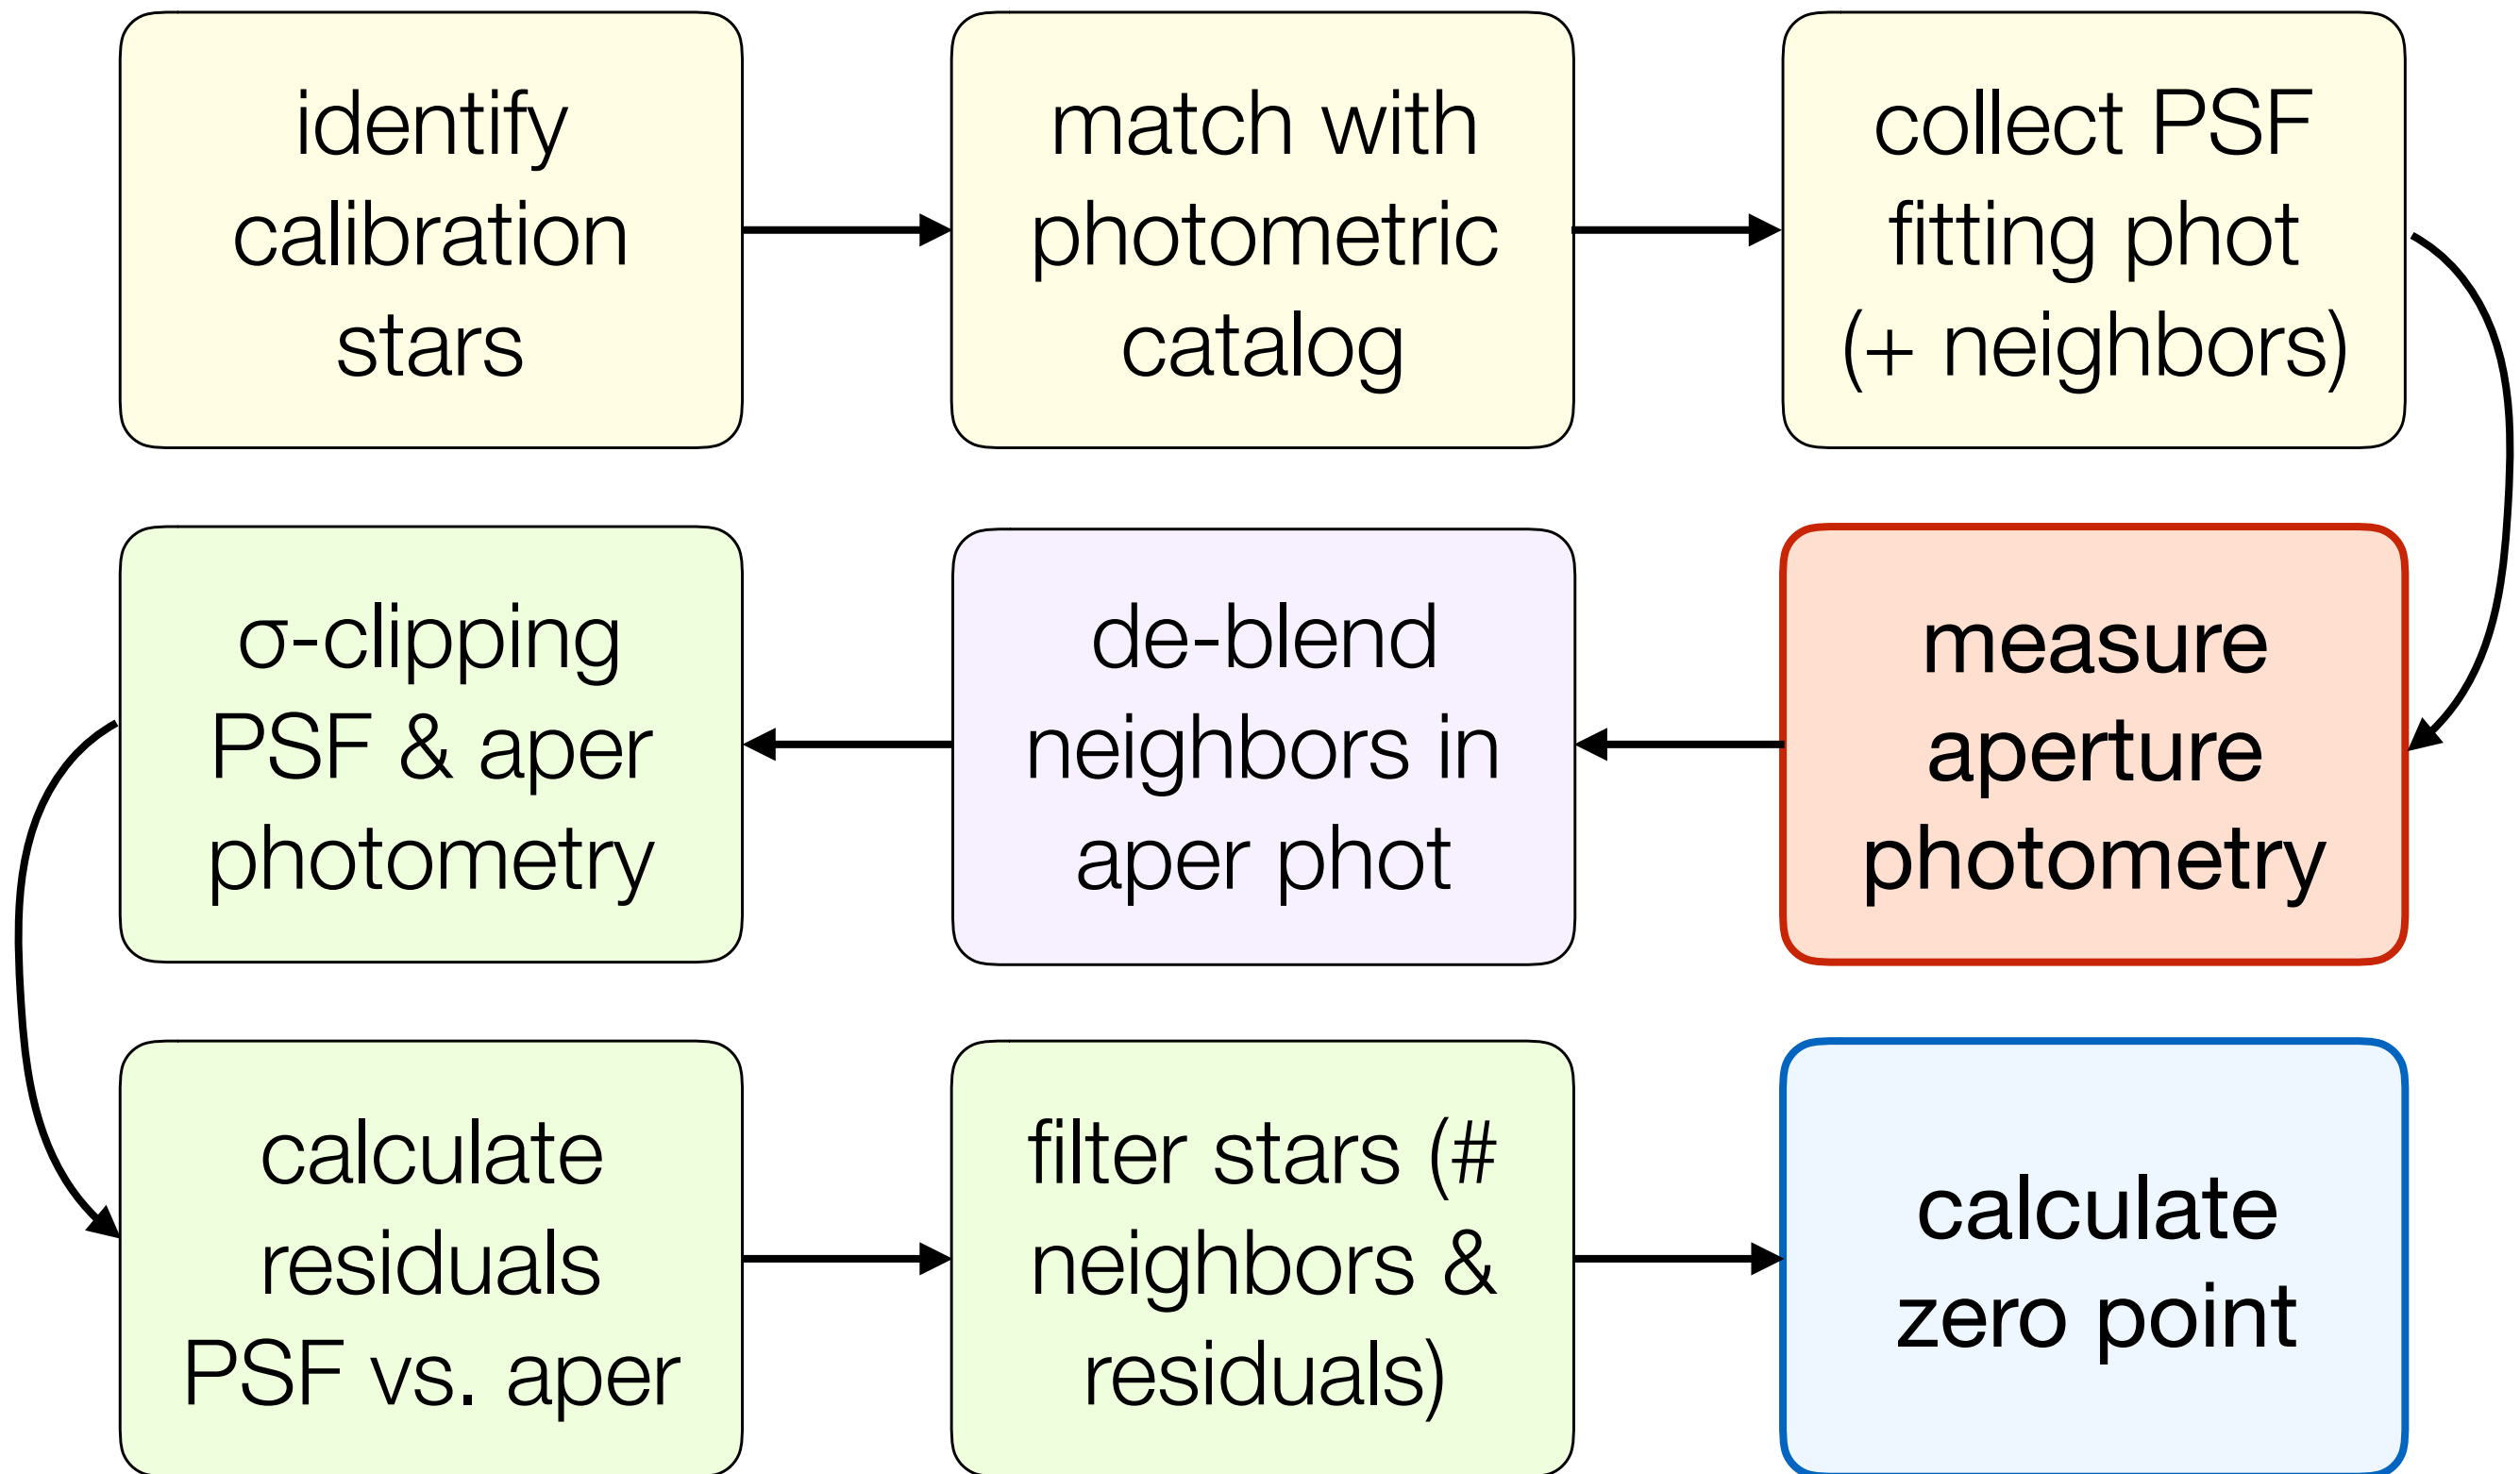 identify
calibration
stars
match with
photometric
catalog
collect PSF
fitting phot
(+ neighbors)
measure
aperture
photometry
de-blend
neighbors in
aper phot
σ-clipping
PSF & aper
photometry
calculate
residuals
PSF vs. aper
filter stars (#
neighbors &
residuals)
calculate
zero point